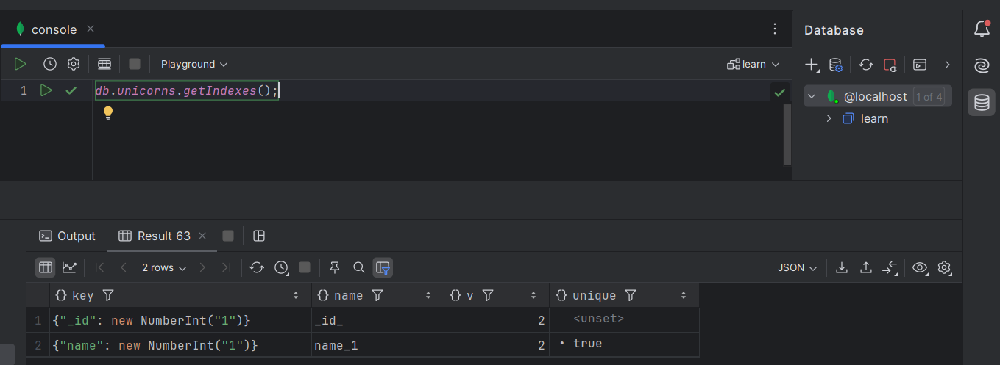 console
Database
Playground
learn
1
db.unicorns.getIndexes();
@localhost 1 of 4
learn
Output
Result 63
2 rows
JSON
{} key
{} name
{} v
{} unique
1 {"_id": new NumberInt("1")} _id_ 2 <unset>
2 {"name": new NumberInt("1")} name_1 2 • true